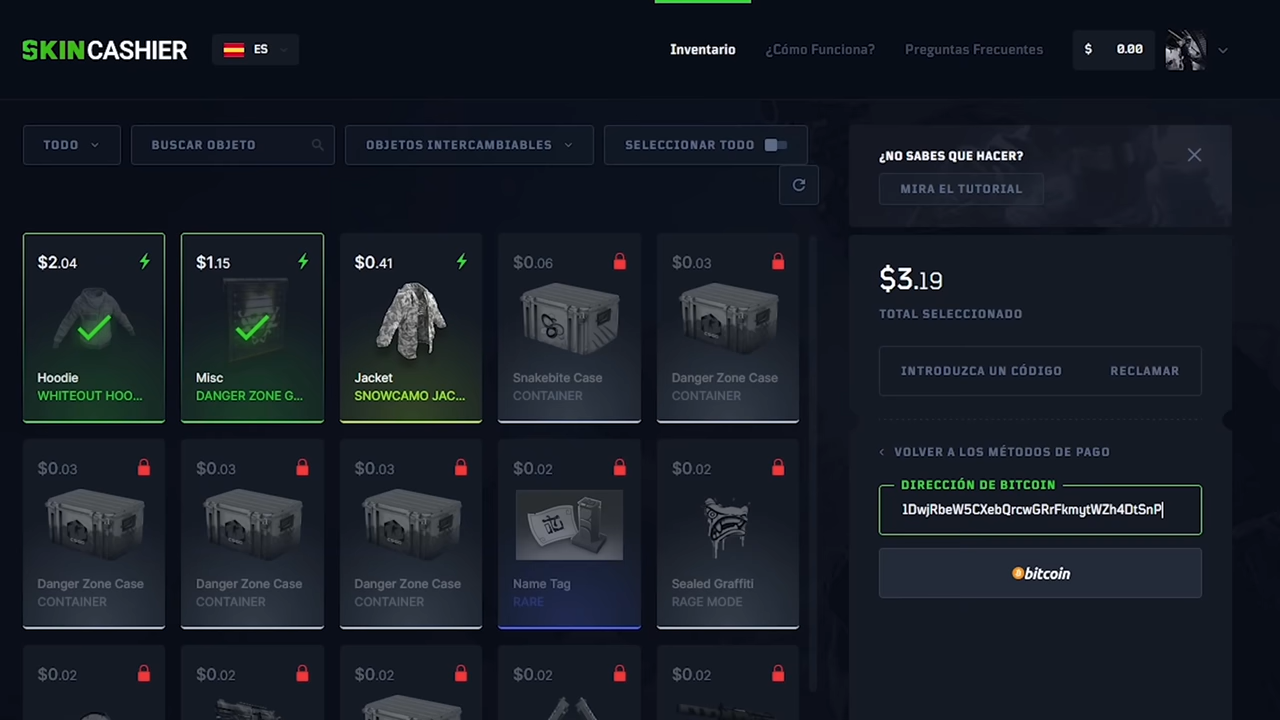 SKINCASHIER
ES
Inventario
¿Cómo Funciona?
Preguntas Frecuentes
$ 0.00
TODO
BUSCAR OBJETO
OBJETOS INTERCAMBIABLES
SELECCIONAR TODO
¿NO SABES QUE HACER?
MIRA EL TUTORIAL
$2.04
Hoodie
WHITEOUT HOO...
$1.15
Misc
DANGER ZONE G...
$0.41
Jacket
SNOWCAMO JAC...
$0.06
Snakebite Case
CONTAINER
$0.03
Danger Zone Case
CONTAINER
$0.03
Danger Zone Case
CONTAINER
$0.03
Danger Zone Case
CONTAINER
$0.03
Danger Zone Case
CONTAINER
$0.02
Name Tag
RARE
$0.02
Sealed Graffiti
RAGE MODE
$0.02
$0.02
$0.02
$0.02
$0.02
$3.19
TOTAL SELECCIONADO
INTRODUZCA UN CÓDIGO
RECLAMAR
VOLVER A LOS MÉTODOS DE PAGO
DIRECCIÓN DE BITCOIN
1DwjRbeW5CXebQrcwGRrFkmytWZh4DtSnP
bitcoin